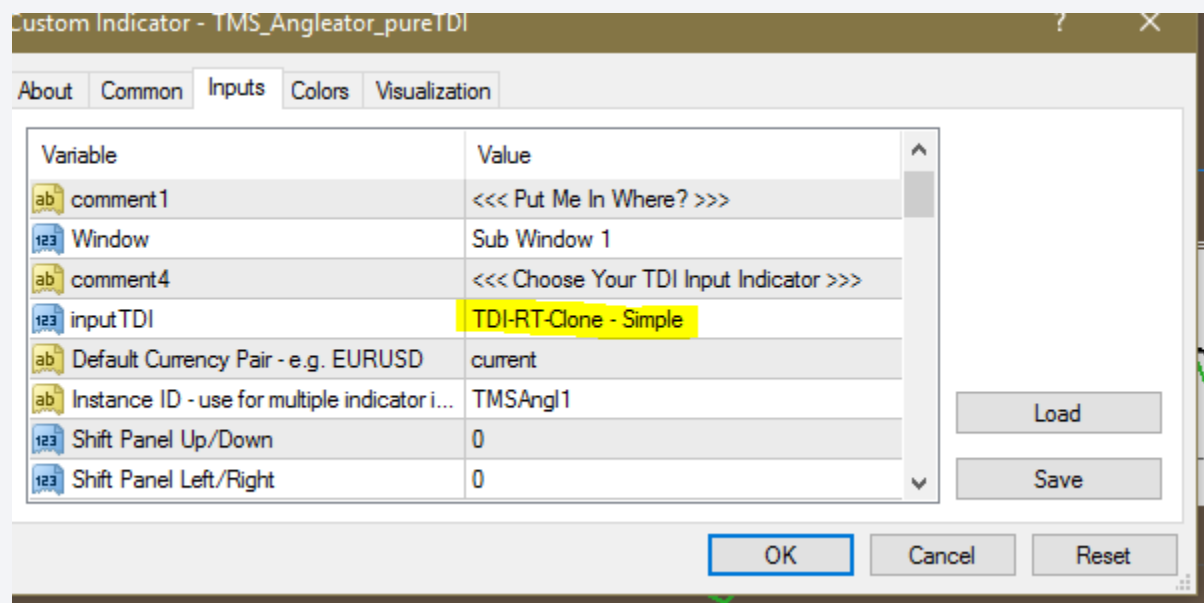 Custom Indicator - TMS_Angleator_pureTDI ? ×
About Common Inputs Colors Visualization
Variable Value
ab comment1 <<< Put Me In Where? >>>
123 Window Sub Window 1
ab comment4 <<< Choose Your TDI Input Indicator >>>
123 inputTDI TDI-RT-Clone - Simple
ab Default Currency Pair - e.g. EURUSD current
ab Instance ID - use for multiple indicator i... TMSAngl1
123 Shift Panel Up/Down 0
123 Shift Panel Left/Right 0
Load
Save
OK Cancel Reset